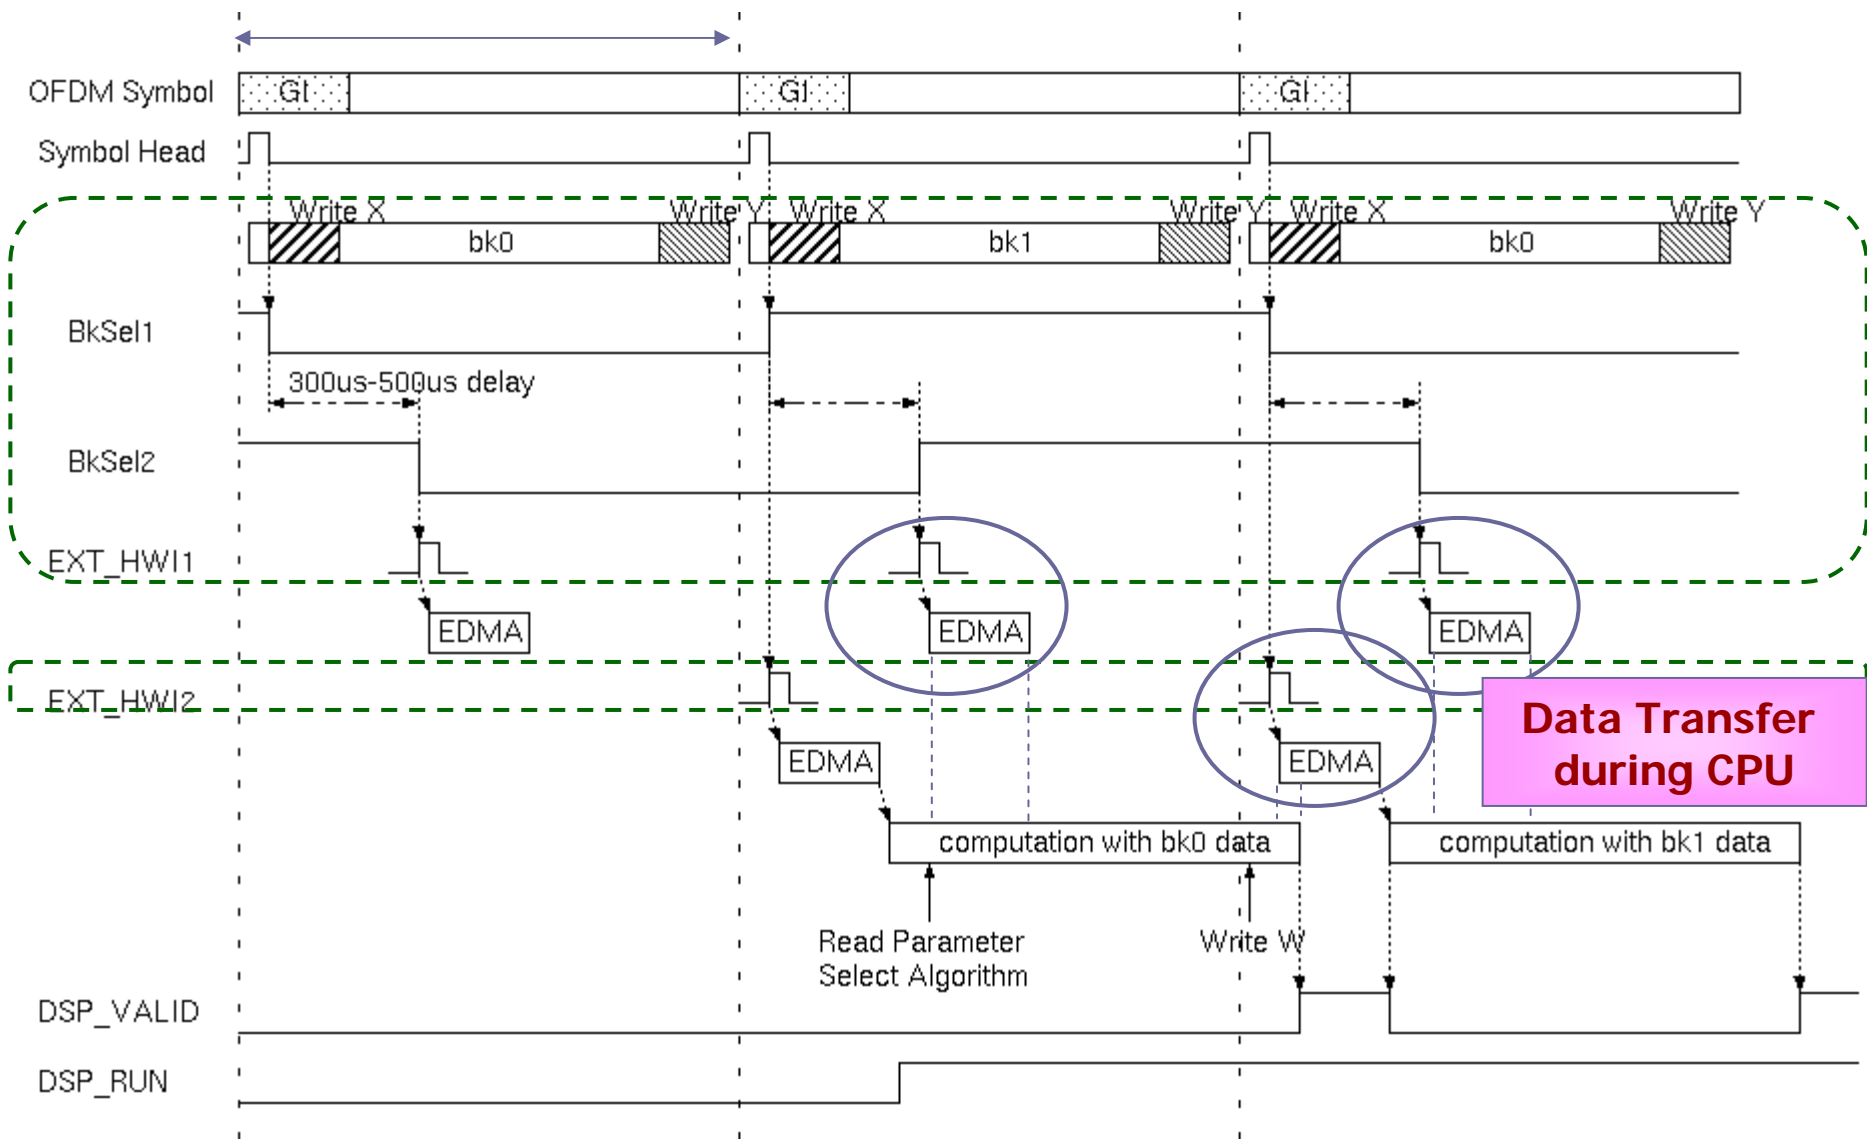 OFDM Symbol
GI
GI
GI
Symbol Head
Write X
Write Y
Write X
Write Y
Write X
Write Y
bk0
bk1
bk0
BkSel1
300us-500us delay
BkSel2
EXT_HWI1
EDMA
EDMA
EDMA
EXT_HWI2
EDMA
EDMA
Data Transfer
during CPU
computation with bk0 data
computation with bk1 data
Read Parameter
Select Algorithm
Write W
DSP_VALID
DSP_RUN